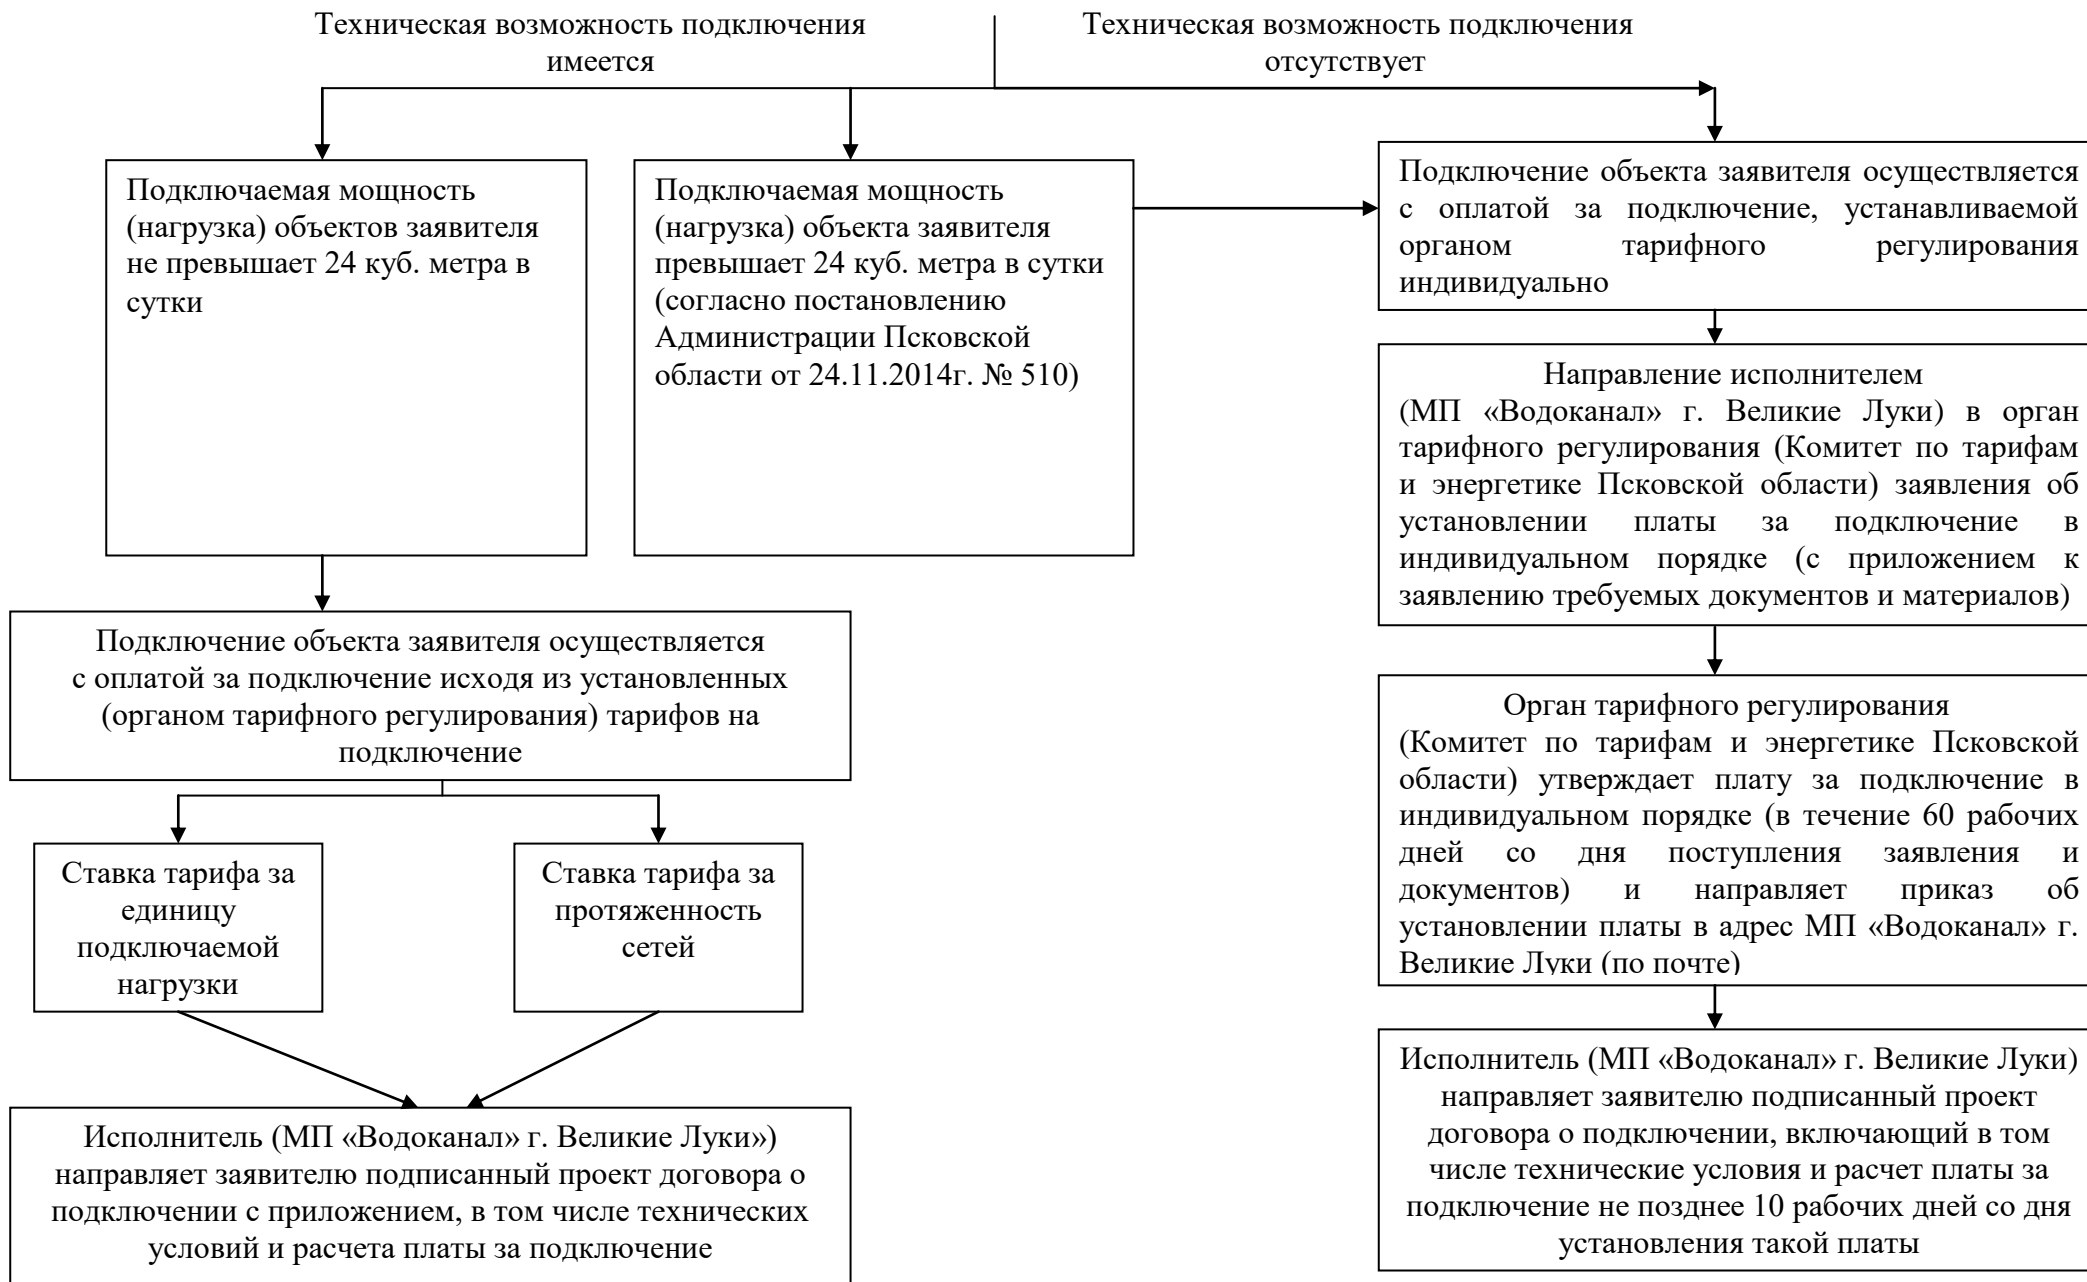 Техническая возможность подключения
имеется
Техническая возможность подключения
отсутствует
Подключаемая мощность
(нагрузка) объектов заявителя
не превышает 24 куб. метра в
сутки
Подключаемая мощность
(нагрузка) объекта заявителя
превышает 24 куб. метра в сутки
(согласно постановлению
Администрации Псковской
области от 24.11.2014г. № 510)
Подключение объекта заявителя осуществляется
с оплатой за подключение, устанавливаемой
органом тарифного регулирования
индивидуально
Направление исполнителем
(МП «Водоканал» г. Великие Луки) в орган
тарифного регулирования (Комитет по тарифам
и энергетике Псковской области) заявления об
установлении платы за подключение в
индивидуальном порядке (с приложением к
заявлению требуемых документов и материалов)
Подключение объекта заявителя осуществляется
с оплатой за подключение исходя из установленных
(органом тарифного регулирования) тарифов на
подключение
Орган тарифного регулирования
(Комитет по тарифам и энергетике Псковской
области) утверждает плату за подключение в
индивидуальном порядке (в течение 60 рабочих
дней со дня поступления заявления и
документов) и направляет приказ об
установлении платы в адрес МП «Водоканал» г.
Великие Луки (по почте)
Ставка тарифа за
единицу
подключаемой
нагрузки
Ставка тарифа за
протяженность
сетей
Исполнитель (МП «Водоканал» г. Великие Луки»)
направляет заявителю подписанный проект договора о
подключении с приложением, в том числе технических
условий и расчета платы за подключение
Исполнитель (МП «Водоканал» г. Великие Луки)
направляет заявителю подписанный проект
договора о подключении, включающий в том
числе технические условия и расчет платы за
подключение не позднее 10 рабочих дней со дня
установления такой платы